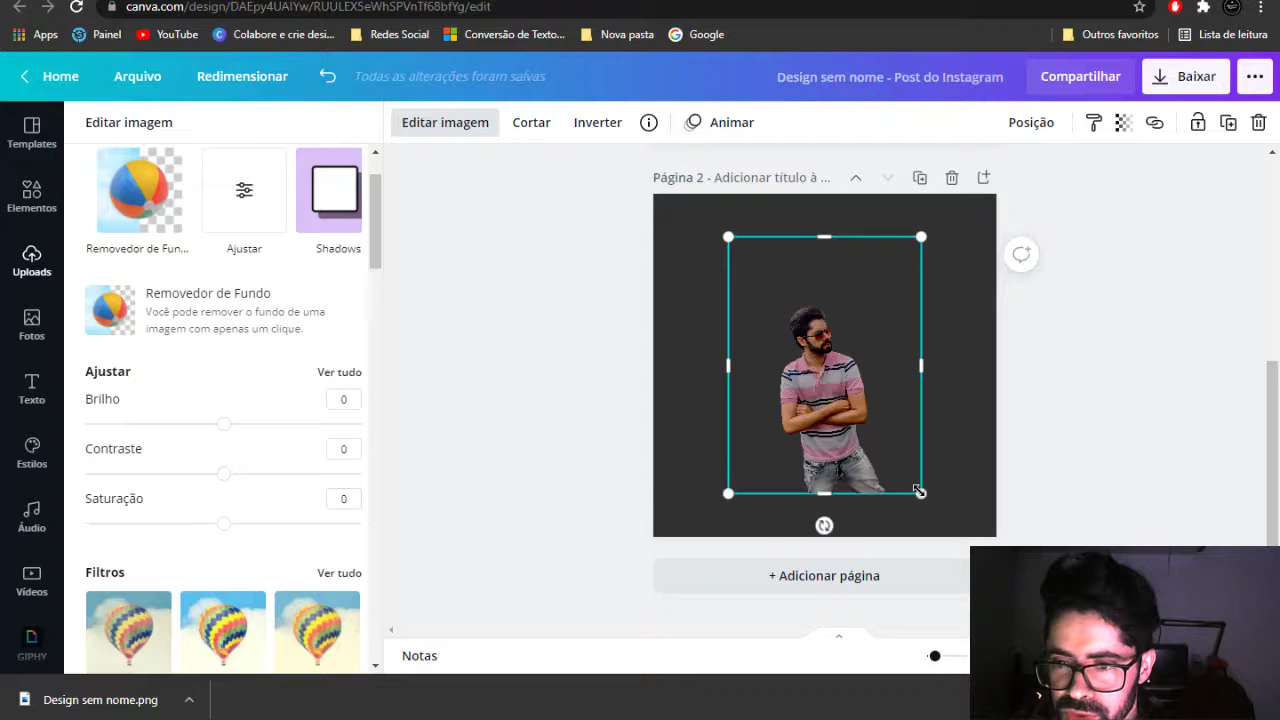 canva.com/design/DAEpy4UAIYw/RUULEX5eWhSPVnTf68bfYg/edit
Apps Painel YouTube Colabore e crie desi... Redes Social Conversão de Texto... Nova pasta Google Outros favoritos Lista de leitura
Home Arquivo Redimensionar Todas as alterações foram salvas Design sem nome - Post do Instagram Compartilhar Baixar
Templates
Elementos
Uploads
Fotos
Texto
Estilos
Áudio
Vídeos
GIPHY
Editar imagem
Removedor de Fun... Ajustar Shadows
Removedor de Fundo
Você pode remover o fundo de uma
imagem com apenas um clique.
Ajustar Ver tudo
Brilho 0
Contraste 0
Saturação 0
Filtros Ver tudo
Editar imagem Cortar Inverter Animar Posição
Página 2 - Adicionar título à ...
+ Adicionar página
Notas
Design sem nome.png